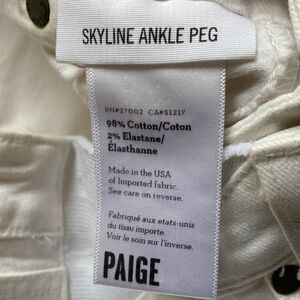 SKYLINE ANKLE PEG
RN#27002 CA#51217
98% Cotton/Coton
2% Elastane/
Élasthanne
Made in the USA
of Imported fabric.
See care on reverse.
Fabriqué aux etats-unis
du tissu importe.
Voir le soin sur l'inverse.
PAIGE